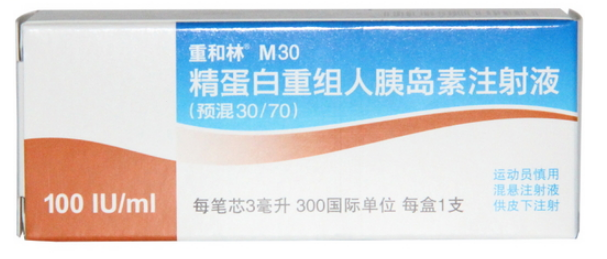 重和林® M30
精蛋白重组人胰岛素注射液
(预混30/70)
运动员慎用
混悬注射液
供皮下注射
100 IU/ml
每笔芯3毫升 300国际单位 每盒1支